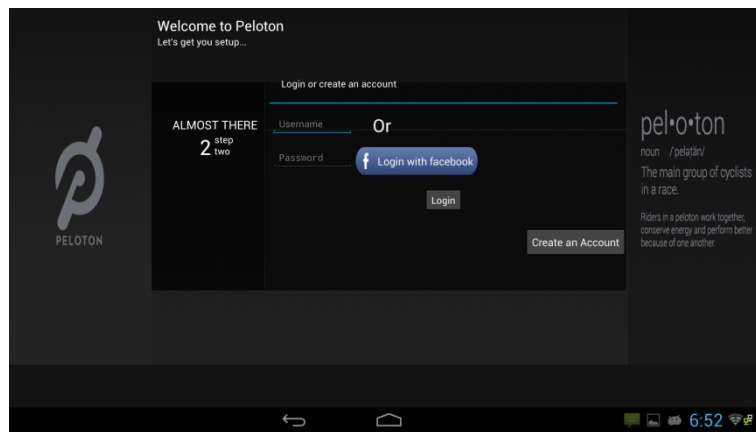 Welcome to Peloton
Let's get you setup...
Login or create an account
ALMOST THERE
2 step two
Username
Or
Password
f Login with facebook
Login
Create an Account
PELOTON
pel•o•ton
noun /pelətän/
The main group of cyclists
in a race.
Riders in a peloton work together,
conserve energy and perform better
because of one another.
6:52